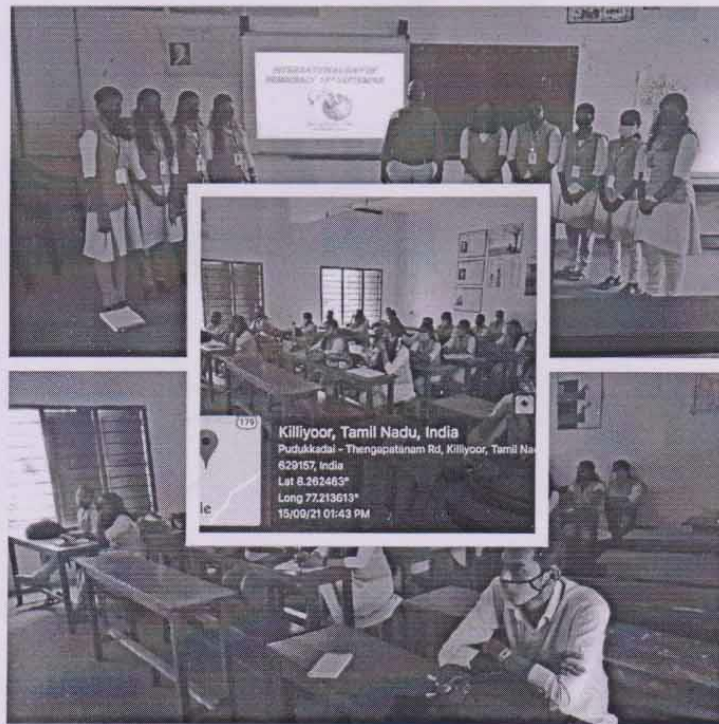 INTERNATIONAL DAY OF
DEMOCRACY 15TH SEPTEMBER
179
le
Killiyoor, Tamil Nadu, India
Pudukkadai - Thengapatanam Rd, Killiyoor, Tamil Na
629157, India
Lat 8.262463°
Long 77.213613°
15/09/21 01:43 PM